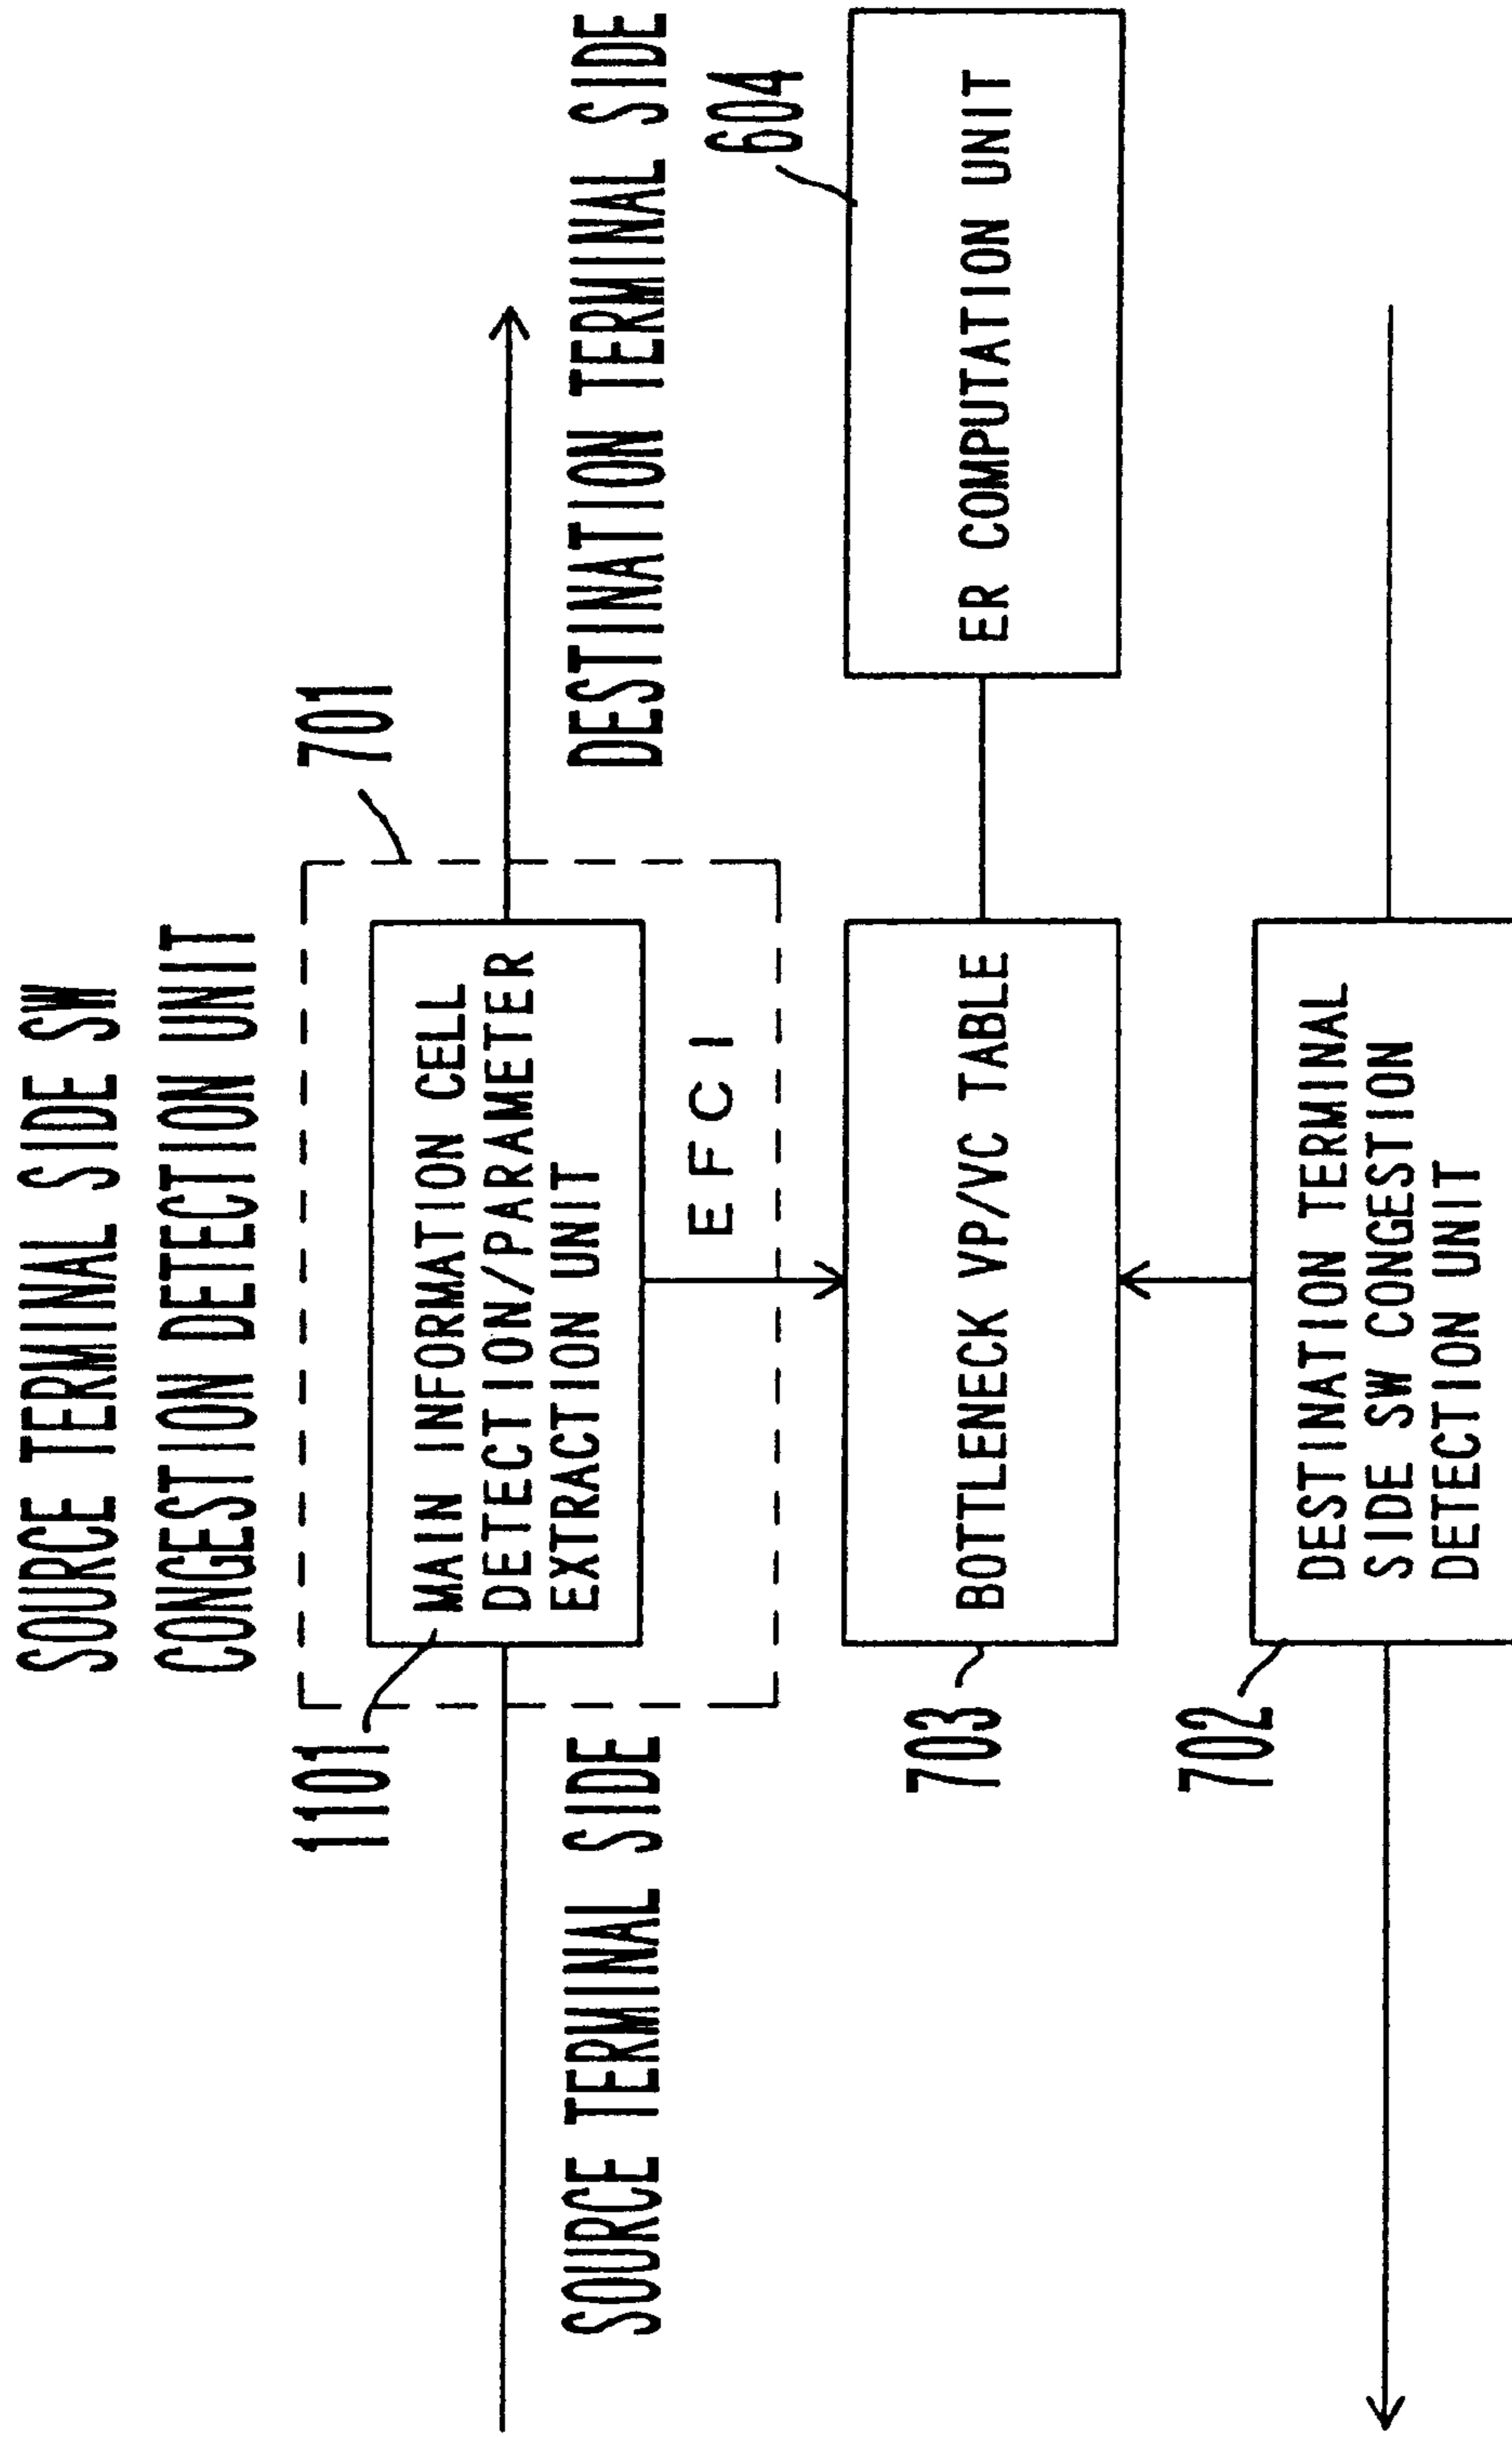 SOURCE TERMINAL SIDE SW
CONGESTION DETECTION UNIT
701
1101
MAIN INFORMATION CELL
DETECTION/PARAMETER
EXTRACTION UNIT
EFCI
SOURCE TERMINAL SIDE
DESTINATION TERMINAL SIDE
604
703
BOTTLENECK VP/VC TABLE
ER COMPUTATION UNIT
702
DESTINATION TERMINAL
SIDE SW CONGESTION
DETECTION UNIT